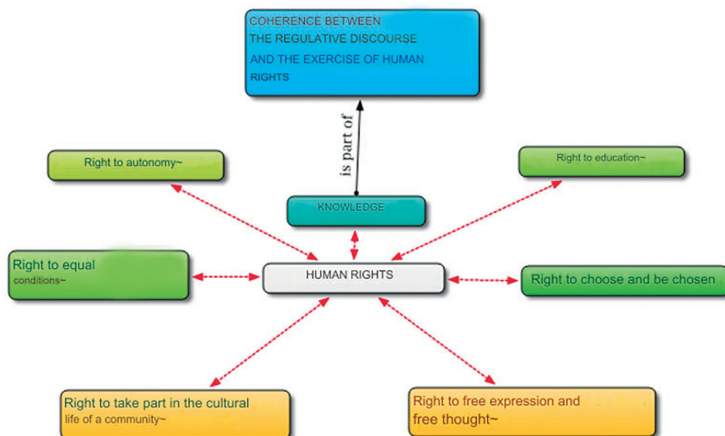 COHERENCE BETWEEN
THE REGULATIVE DISCOURSE
AND THE EXERCISE OF HUMAN
RIGHTS
is part of
Right to autonomy~
Right to education~
KNOWLEDGE
Right to equal
conditions~
HUMAN RIGHTS
Right to choose and be chosen
Right to take part in the cultural
life of a community~
Right to free expression and
free thought~